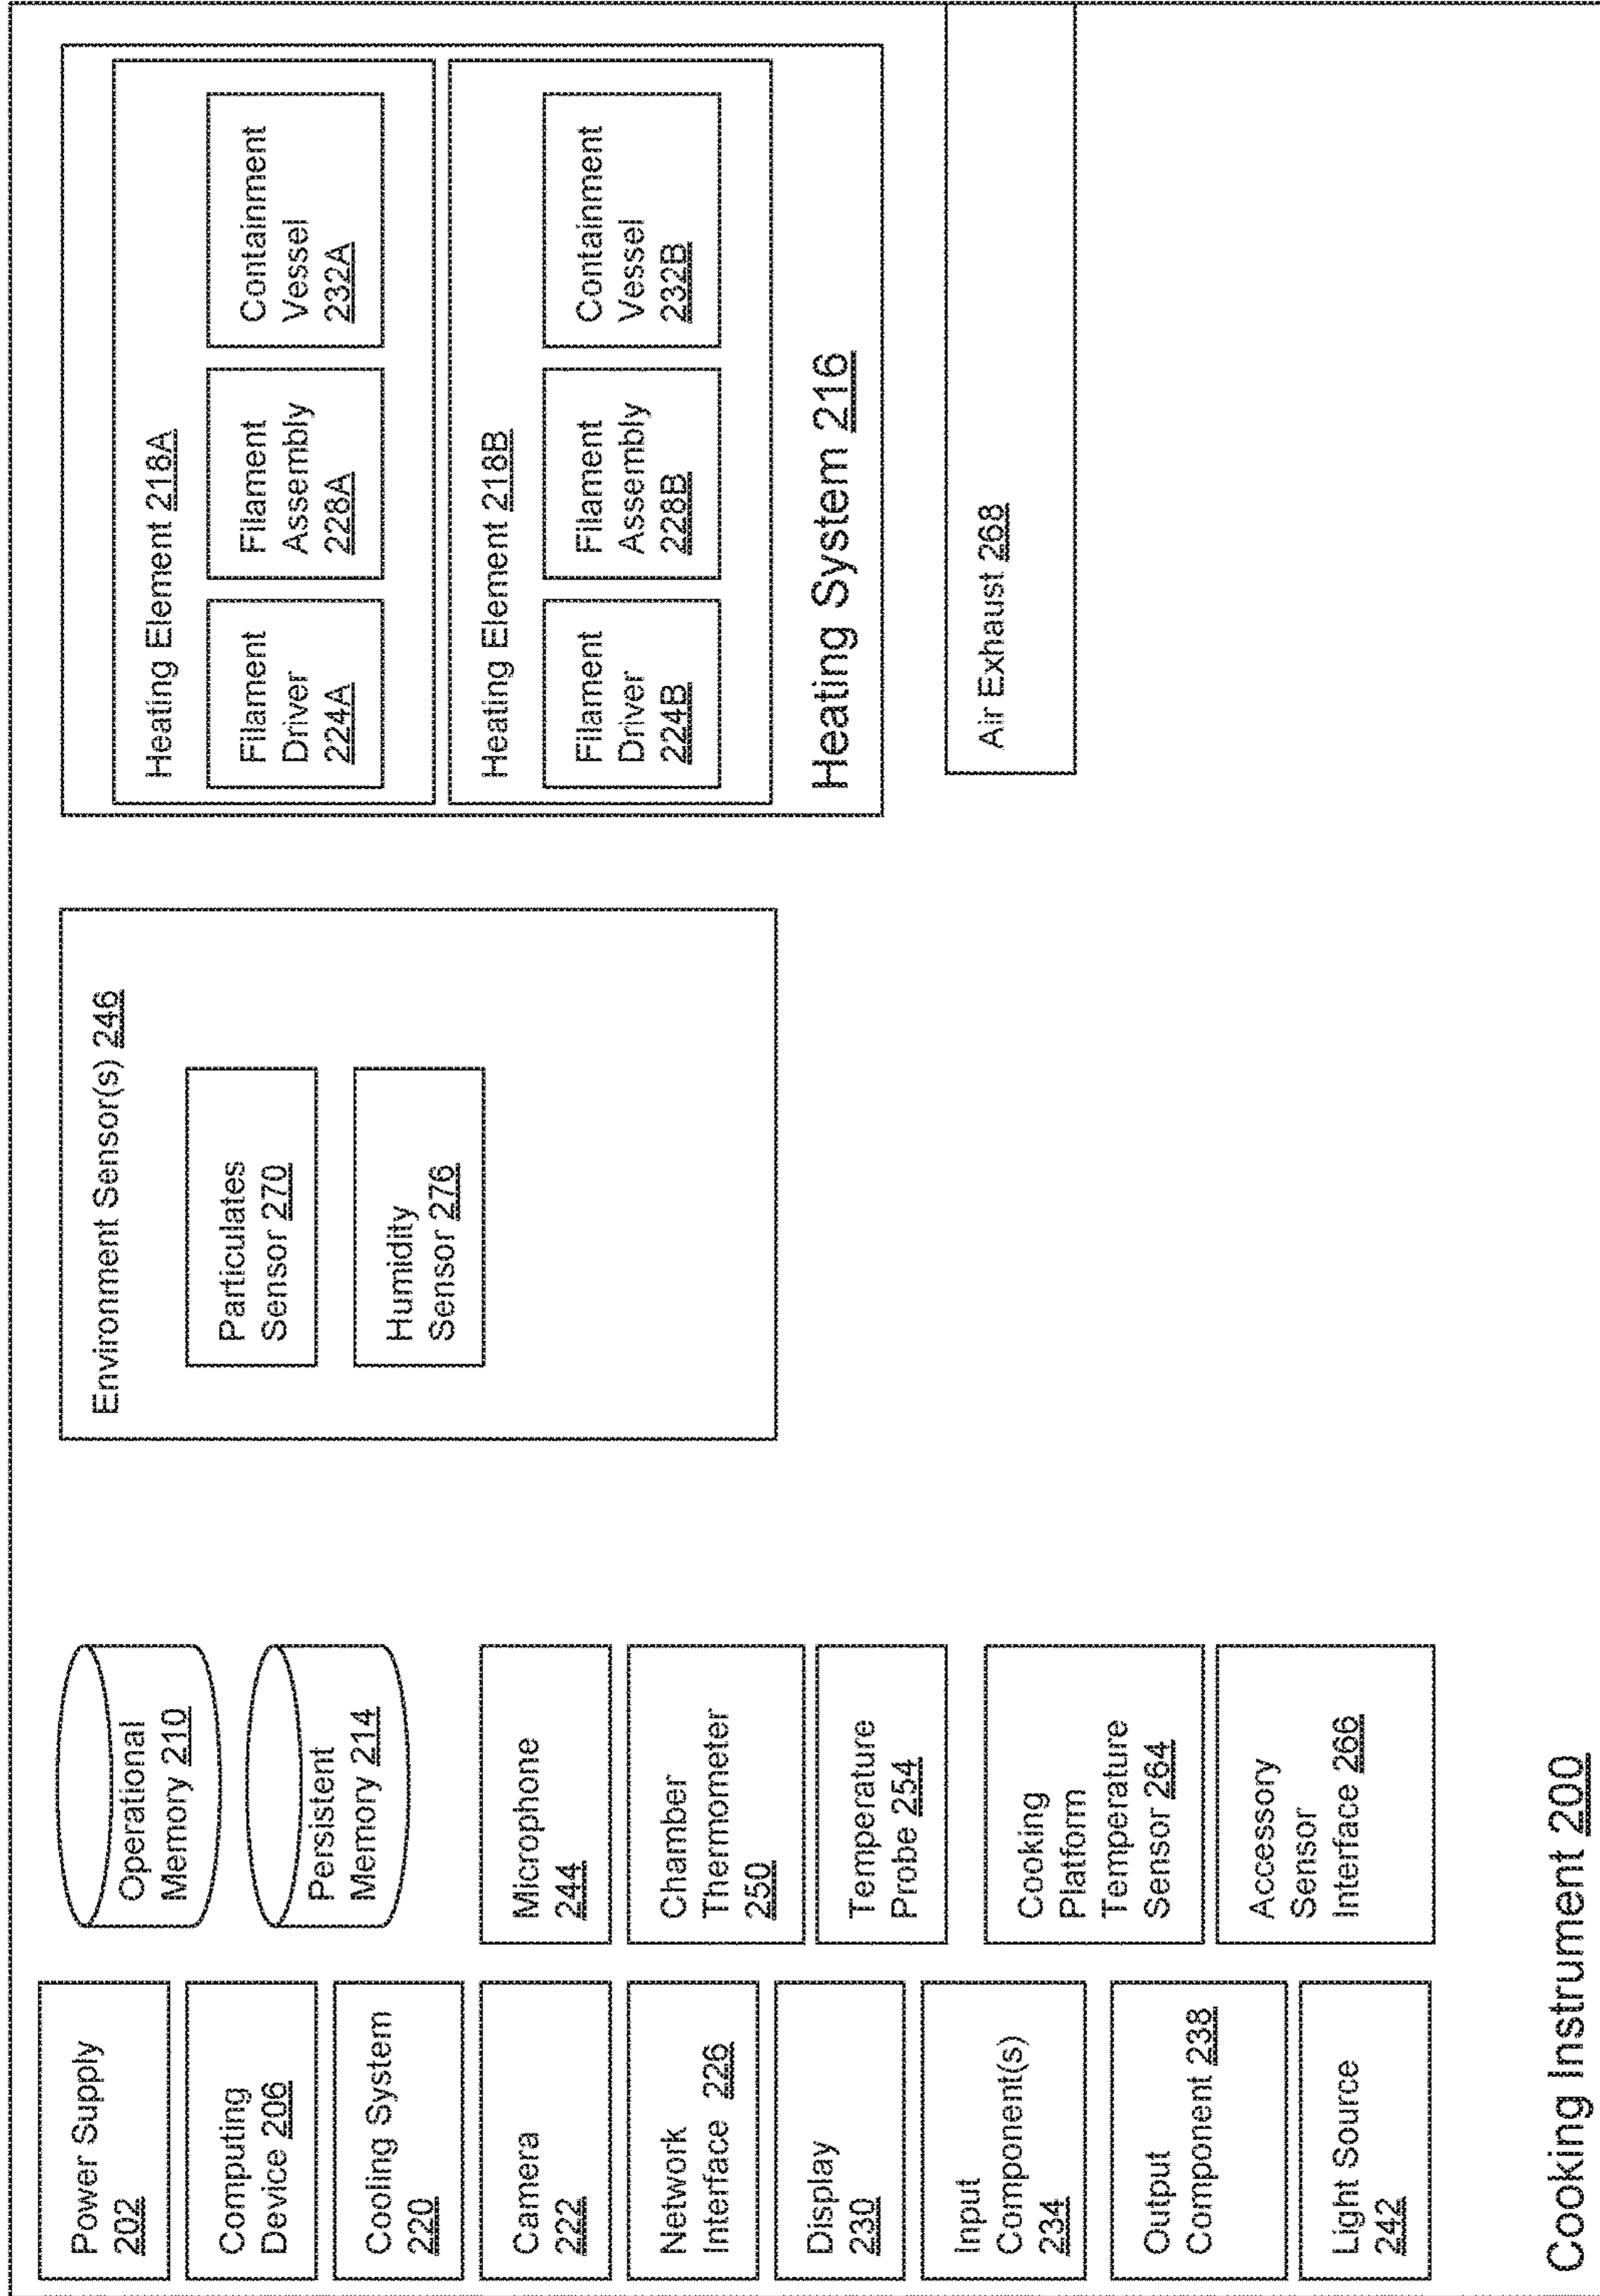 Power Supply
202
Computing
Device 206
Cooling System
220
Camera
222
Network
Interface 226
Display
230
Input
Component(s)
234
Output
Component 238
Light Source
242
Operational
Memory 210
Persistent
Memory 214
Microphone
244
Chamber
Thermometer
250
Temperature
Probe 254
Cooking
Platform
Temperature
Sensor 264
Accessory
Sensor
Interface 266
Environment Sensor(s) 246
Particulates
Sensor 270
Humidity
Sensor 276
Heating Element 218A
Filament
Driver
224A
Filament
Assembly
228A
Containment
Vessel
232A
Heating Element 218B
Filament
Driver
224B
Filament
Assembly
228B
Containment
Vessel
232B
Heating System 216
Air Exhaust 268
Cooking Instrument 200